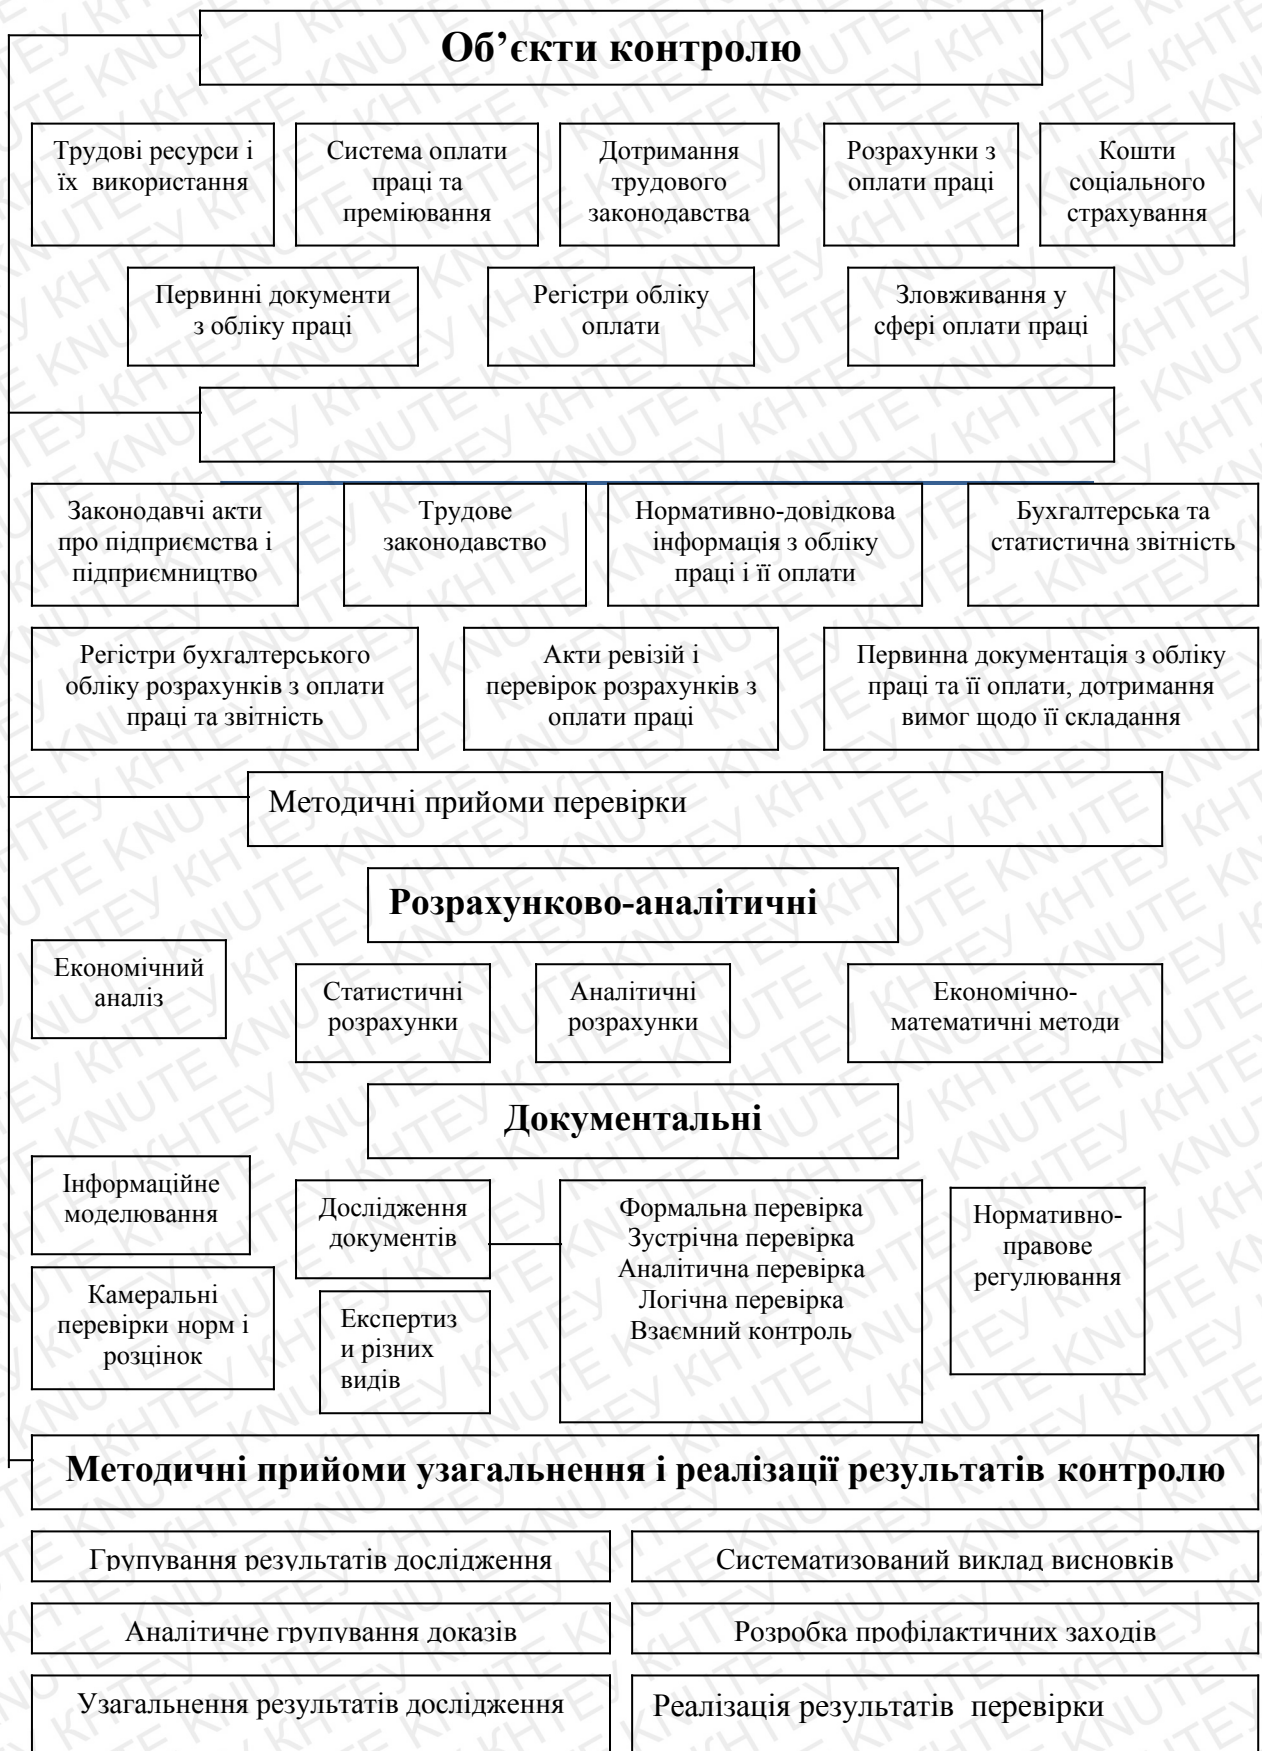 Об’єкти контролю
Трудові ресурси і
їх використання
Система оплати
праці та
преміювання
Дотримання
трудового
законодавства
Розрахунки з
оплати праці
Кошти
соціального
страхування
Первинні документи
з обліку праці
Регістри обліку
оплати
Зловживання у
сфері оплати праці
Законодавчі акти
про підприємства і
підприємництво
Трудове
законодавство
Нормативно-довідкова
інформація з обліку
праці і її оплати
Бухгалтерська та
статистична звітність
Регістри бухгалтерського
обліку розрахунків з оплати
праці та звітність
Акти ревізій і
перевірок розрахунків з
оплати праці
Первинна документація з обліку
праці та її оплати, дотримання
вимог щодо її складання
Методичні прийоми перевірки
Розрахунково-аналітичні
Економічний
аналіз
Статистичні
розрахунки
Аналітичні
розрахунки
Економічно-
математичні методи
Документальні
Інформаційне
моделювання
Дослідження
документів
Формальна перевірка
Зустрічна перевірка
Аналітична перевірка
Логічна перевірка
Взаємний контроль
Нормативно-
правове
регулювання
Камеральні
перевірки норм і
розцінок
Експертиз
и різних
видів
Методичні прийоми узагальнення і реалізації результатів контролю
Групування результатів дослідження
Систематизований виклад висновків
Аналітичне групування доказів
Розробка профілактичних заходів
Узагальнення результатів дослідження
Реалізація результатів перевірки